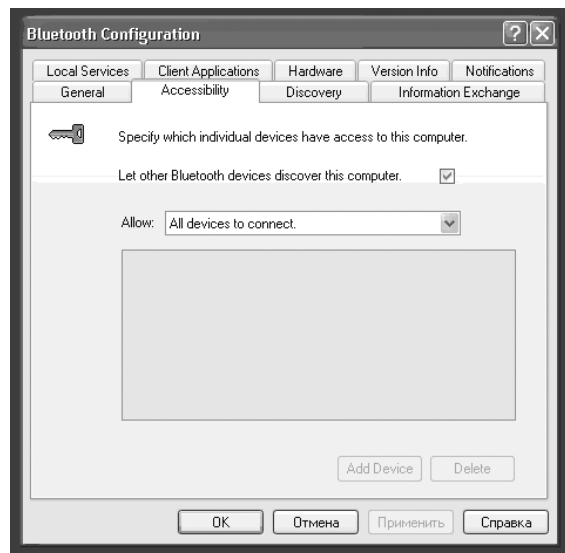 Bluetooth Configuration
Local Services Client Applications Hardware Version Info Notifications
General Accessibility Discovery Information Exchange
Specify which individual devices have access to this computer.
Let other Bluetooth devices discover this computer.
Allow: All devices to connect.
Add Device Delete
OK Отмена Применить Справка